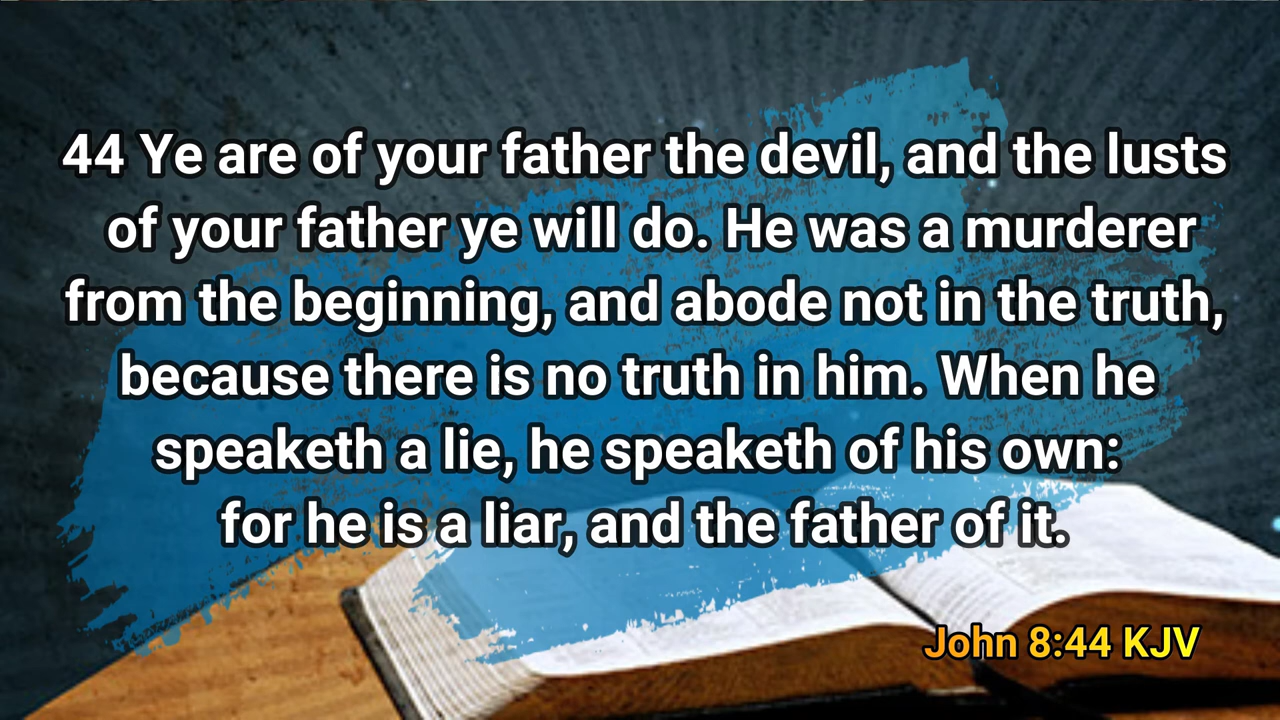 44 Ye are of your father the devil, and the lusts
of your father ye will do. He was a murderer
from the beginning, and abode not in the truth,
because there is no truth in him. When he
speaketh a lie, he speaketh of his own:
for he is a liar, and the father of it.
John 8:44 KJV